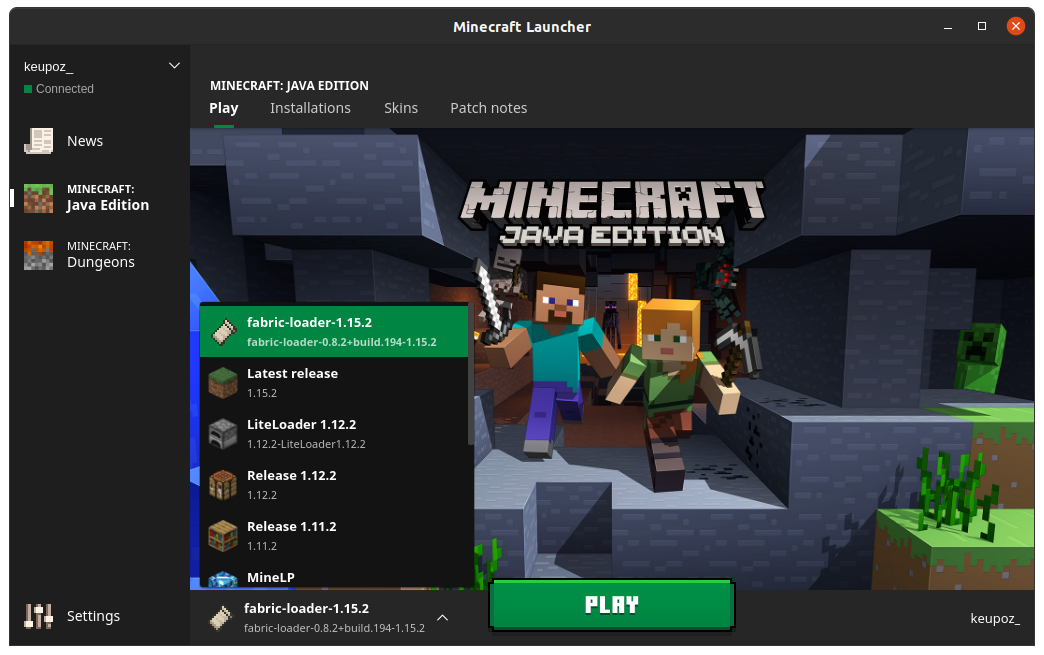 Minecraft Launcher
keupoz_
Connected
News
MINECRAFT:
Java Edition
MINECRAFT:
Dungeons
Settings
MINECRAFT: JAVA EDITION
Play Installations Skins Patch notes
MINECRAFT
JAVA EDITION
fabric-loader-1.15.2
fabric-loader-0.8.2+build.194-1.15.2
Latest release
1.15.2
LiteLoader 1.12.2
1.12.2-LiteLoader1.12.2
Release 1.12.2
1.12.2
Release 1.11.2
1.11.2
MineLP
fabric-loader-1.15.2
fabric-loader-0.8.2+build.194-1.15.2
PLAY
keupoz_